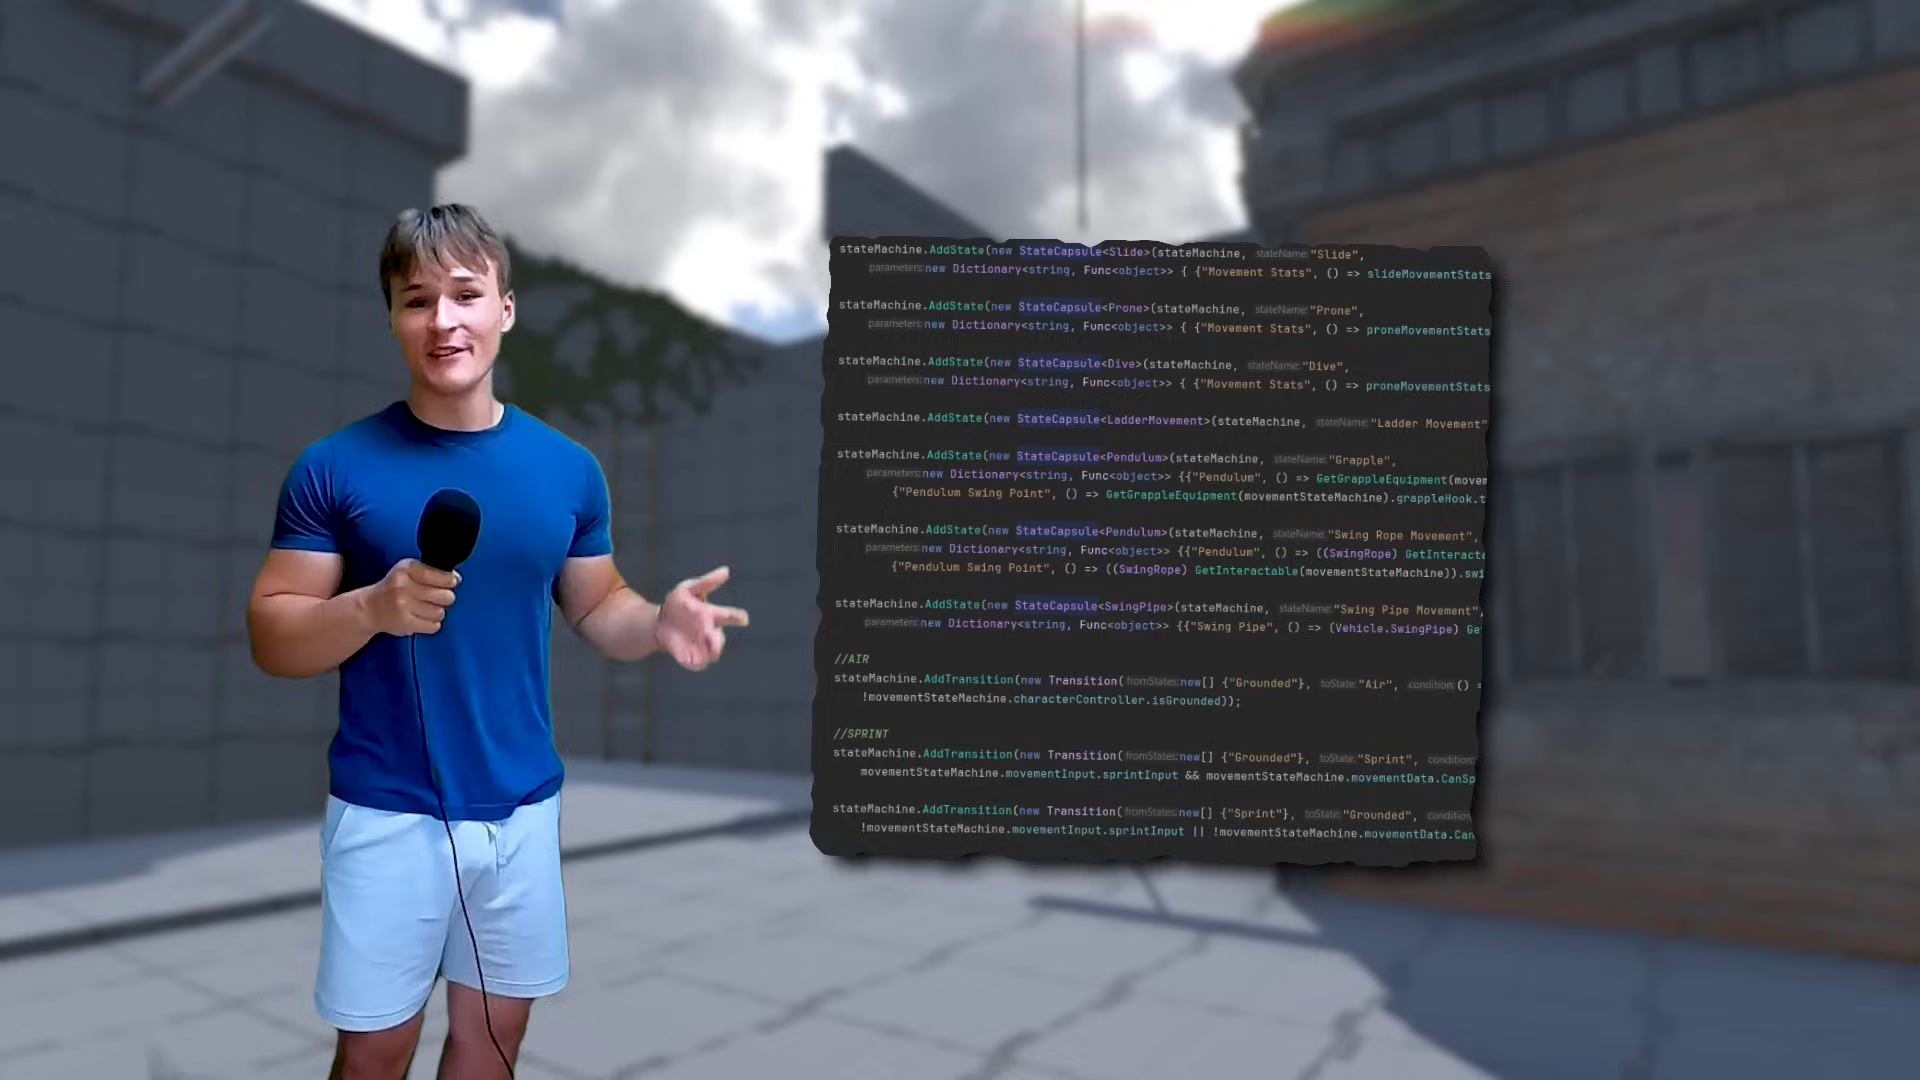 stateMachine.AddState(new StateCapsule<Slide>(stateMachine, stateName: "Slide",
parameters: new Dictionary<string, Func<object>> { {"Movement Stats", () => slideMovementStats
stateMachine.AddState(new StateCapsule<Prone>(stateMachine, stateName: "Prone",
parameters: new Dictionary<string, Func<object>> { {"Movement Stats", () => proneMovementStats
stateMachine.AddState(new StateCapsule<Dive>(stateMachine, stateName: "Dive",
parameters: new Dictionary<string, Func<object>> { {"Movement Stats", () => proneMovementStats
stateMachine.AddState(new StateCapsule<LadderMovement>(stateMachine, stateName: "Ladder Movement"
stateMachine.AddState(new StateCapsule<Pendulum>(stateMachine, stateName: "Grapple",
parameters: new Dictionary<string, Func<object>> {{"Pendulum", () => GetGrappleEquipment(movem
{"Pendulum Swing Point", () => GetGrappleEquipment(movementStateMachine).grappleHook.t
stateMachine.AddState(new StateCapsule<Pendulum>(stateMachine, stateName: "Swing Rope Movement",
parameters: new Dictionary<string, Func<object>> {{"Pendulum", () => ((SwingRope) GetInteracta
{"Pendulum Swing Point", () => ((SwingRope) GetInteractable(movementStateMachine)).swi
stateMachine.AddState(new StateCapsule<SwingPipe>(stateMachine, stateName: "Swing Pipe Movement",
parameters: new Dictionary<string, Func<object>> {{"Swing Pipe", () => (Vehicle.SwingPipe) Ge
//AIR
stateMachine.AddTransition(new Transition( fromStates: new[] {"Grounded"}, toState: "Air", condition: () =
!movementStateMachine.characterController.isGrounded));
//SPRINT
stateMachine.AddTransition(new Transition( fromStates: new[] {"Grounded"}, toState: "Sprint", condition:
movementStateMachine.movementInput.sprintInput && movementStateMachine.movementData.CanSp
stateMachine.AddTransition(new Transition( fromStates: new[] {"Sprint"}, toState: "Grounded", condition
!movementStateMachine.movementInput.sprintInput || !movementStateMachine.movementData.Can